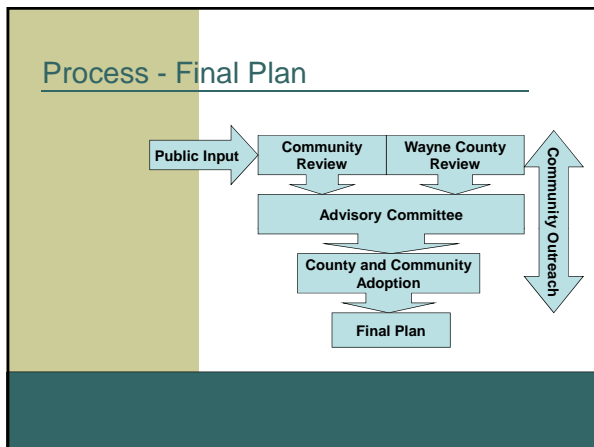 Process - Final Plan
Public Input
Community
Review
Wayne County
Review
Community Outreach
Advisory Committee
County and Community
Adoption
Final Plan